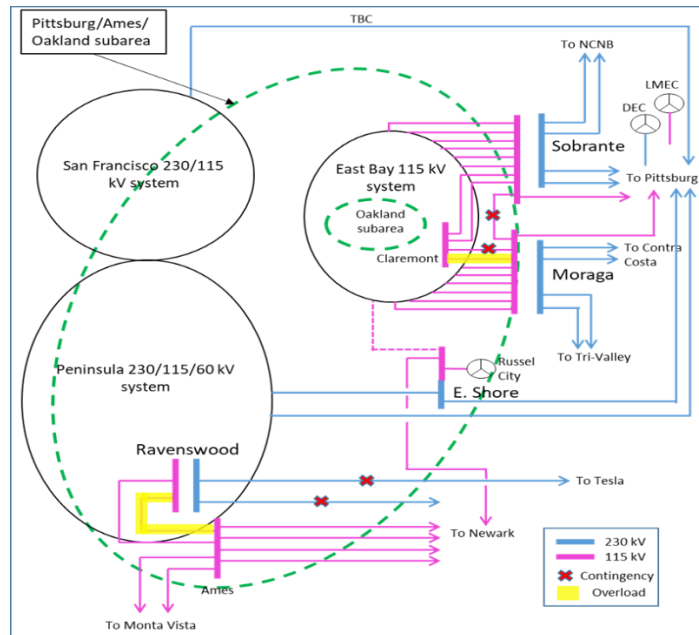 Pittsburg/Ames/
Oakland subarea
TBC
To NCNB
LMEC
DEC
Sobrante
San Francisco 230/115
kV system
East Bay 115 kV
system
To Pittsburg
Oakland
subarea
Claremont
To Contra
Costa
Moraga
To Tri-Valley
Peninsula 230/115/60 kV
system
Russel
City
E. Shore
Ravenswood
To Tesla
To Newark
230 kV
115 kV
Contingency
Overload
Ames
To Monta Vista